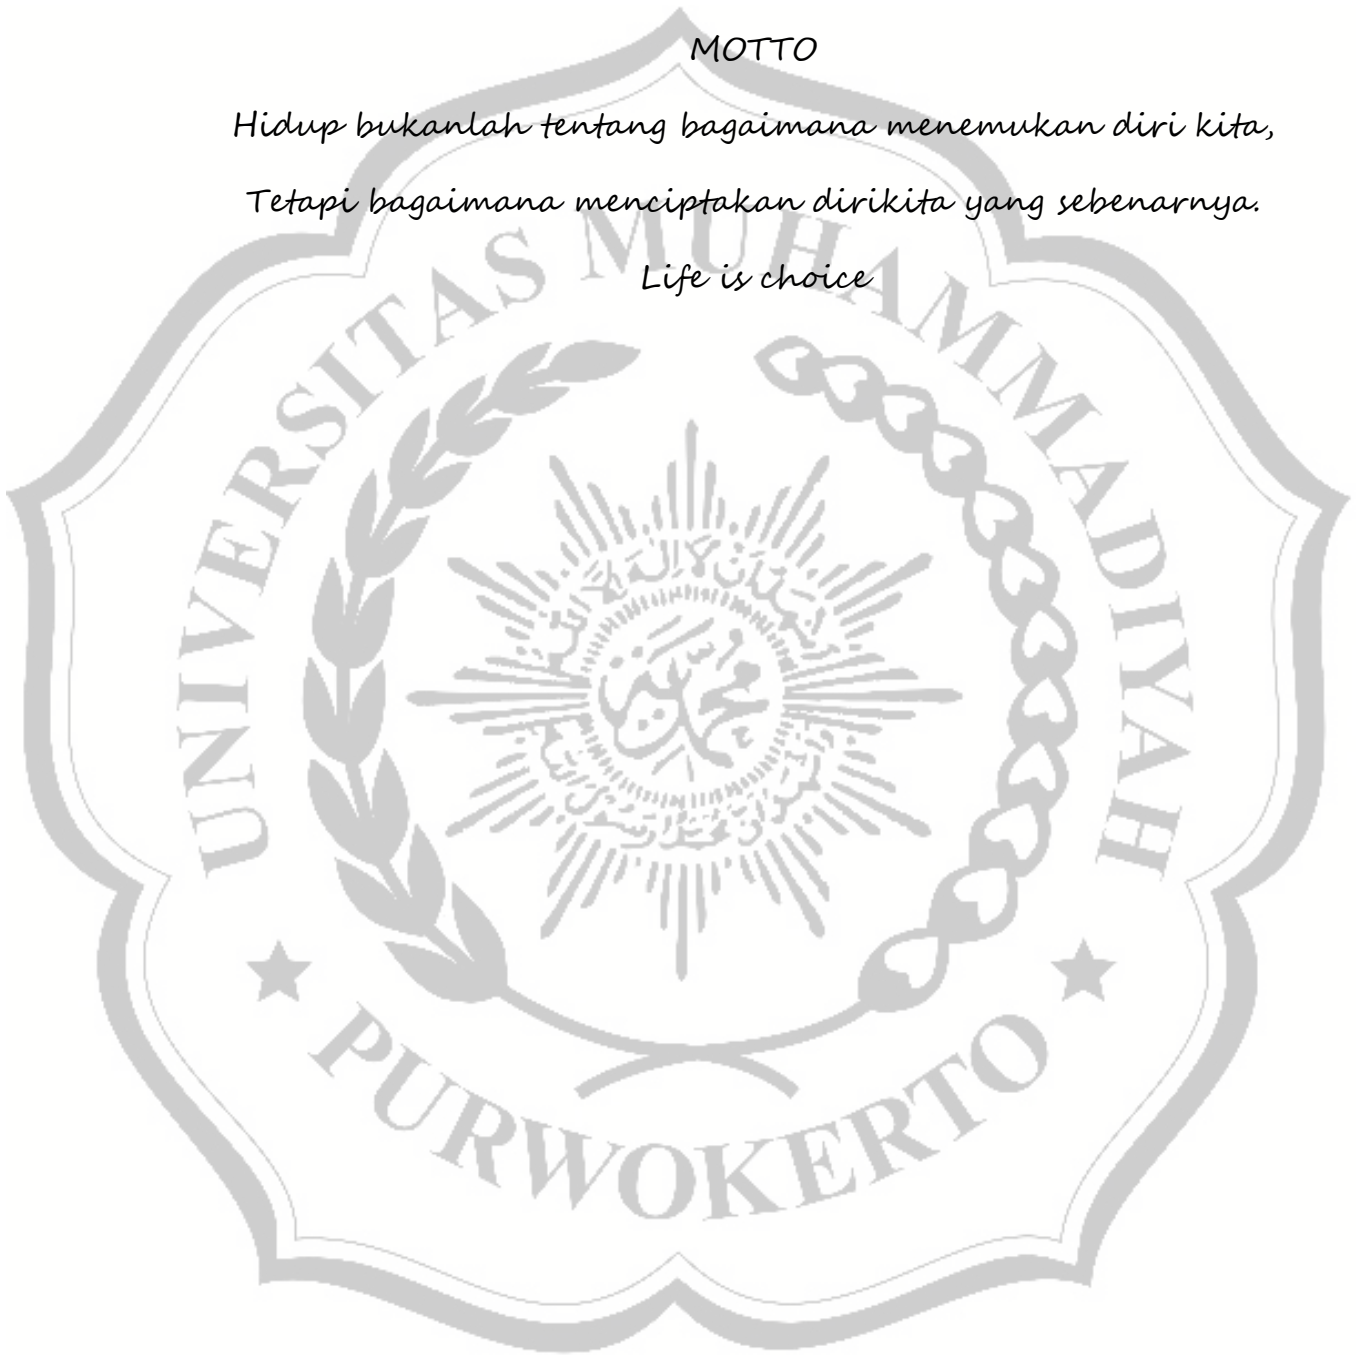 MOTTO
Hidup bukanlah tentang bagaimana menemukan diri kita,
Tetapi bagaimana menciptakan dirikita yang sebenarnya.
Life is choice
UNIVERSITAS MUHAMMADIYAH
محمدية
PURWOKERTO